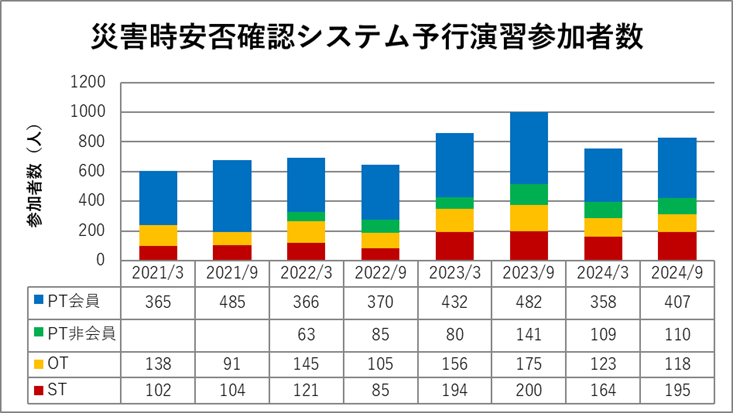 災害時安否確認システム予行演習参加者数
参加者数（人）
1200
1000
800
600
400
200
0
2021/3 2021/9 2022/3 2022/9 2023/3 2023/9 2024/3 2024/9
PT会員 365 485 366 370 432 482 358 407
PT非会員 63 85 80 141 109 110
OT 138 91 145 105 156 175 123 118
ST 102 104 121 85 194 200 164 195